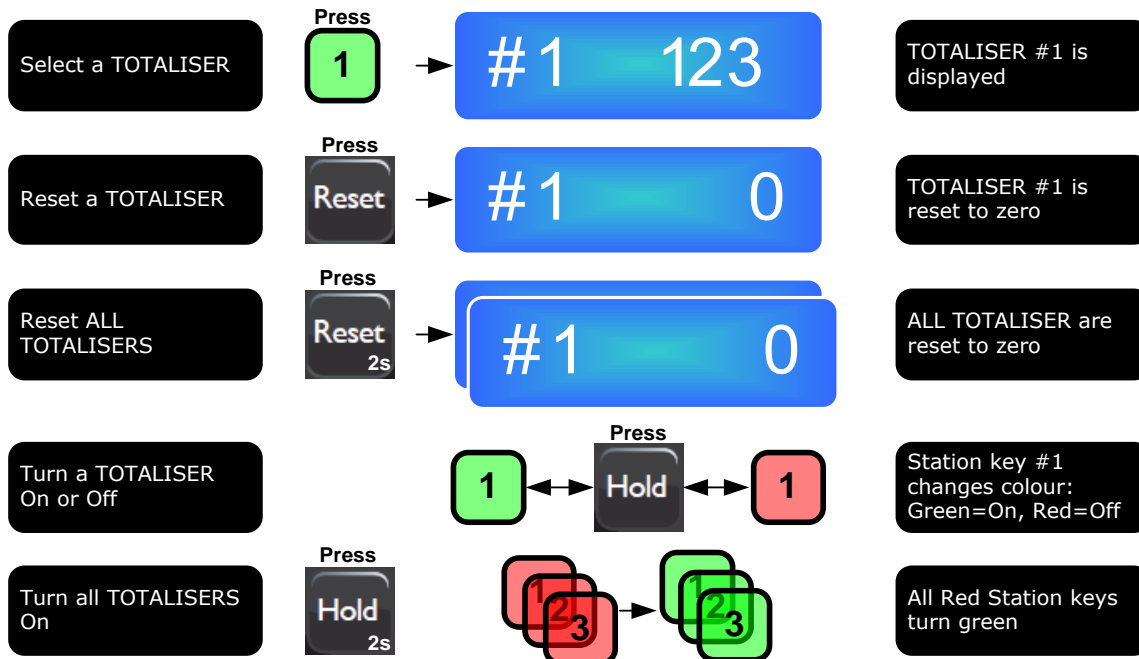 Press
Select a TOTALISER
1
#1 123
TOTALISER #1 is
displayed
Press
Reset a TOTALISER
Reset
#1 0
TOTALISER #1 is
reset to zero
Press
Reset ALL
TOTALISERS
Reset
2s
#1 0
ALL TOTALISER are
reset to zero
Turn a TOTALISER
On or Off
Press
1
Hold
1
Station key #1
changes colour:
Green=On, Red=Off
Press
Turn all TOTALISERS
On
Hold
2s
1
2
3
1
2
3
All Red Station keys
turn green